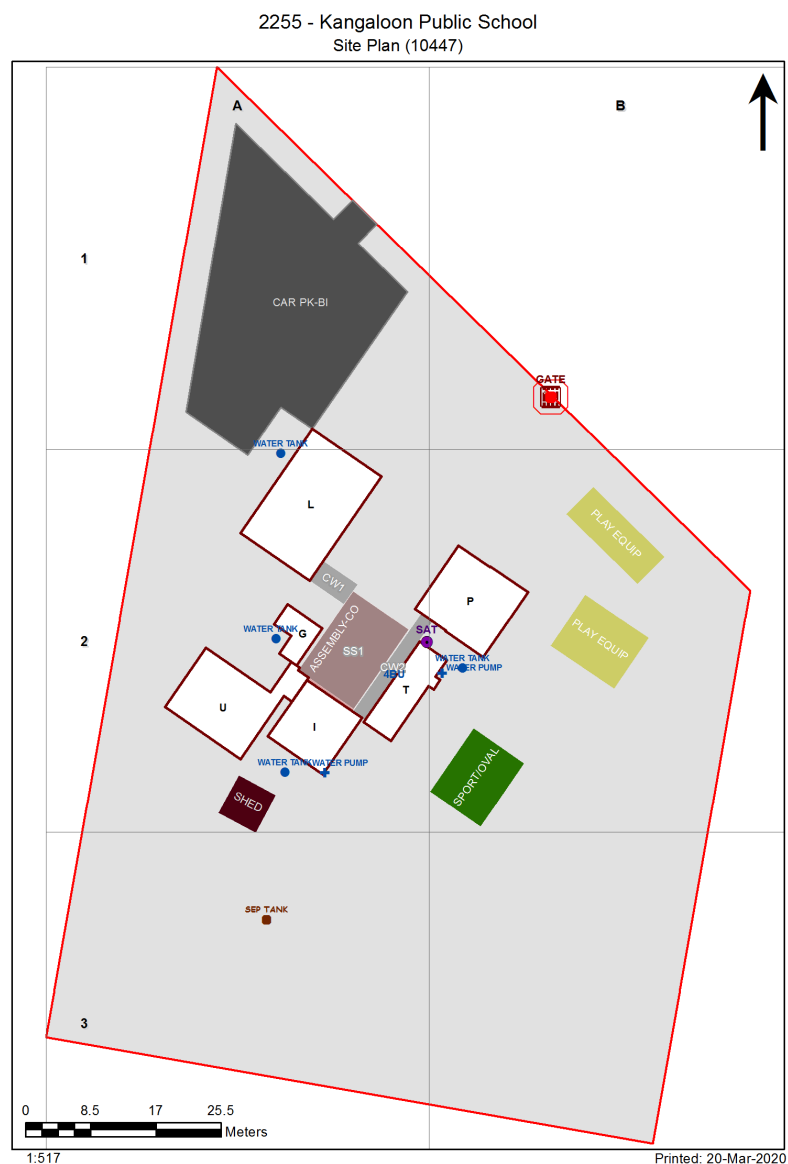 2255 - Kangaloon Public School
Site Plan (10447)
A
B
1
CAR PK-BI
GATE
WATER TANK
L
PLAY EQUIP
CW1
P
ASSEMBLY-CO
WATER TANK
G
SAT
PLAY EQUIP
2
SS1
WATER TANK
CW2
WATER PUMP
4BU
T
U
I
WATER TANK
WATER PUMP
SPORT/OVAL
SHED
SEP TANK
3
0 8.5 17 25.5
Meters
1:517
Printed: 20-Mar-2020